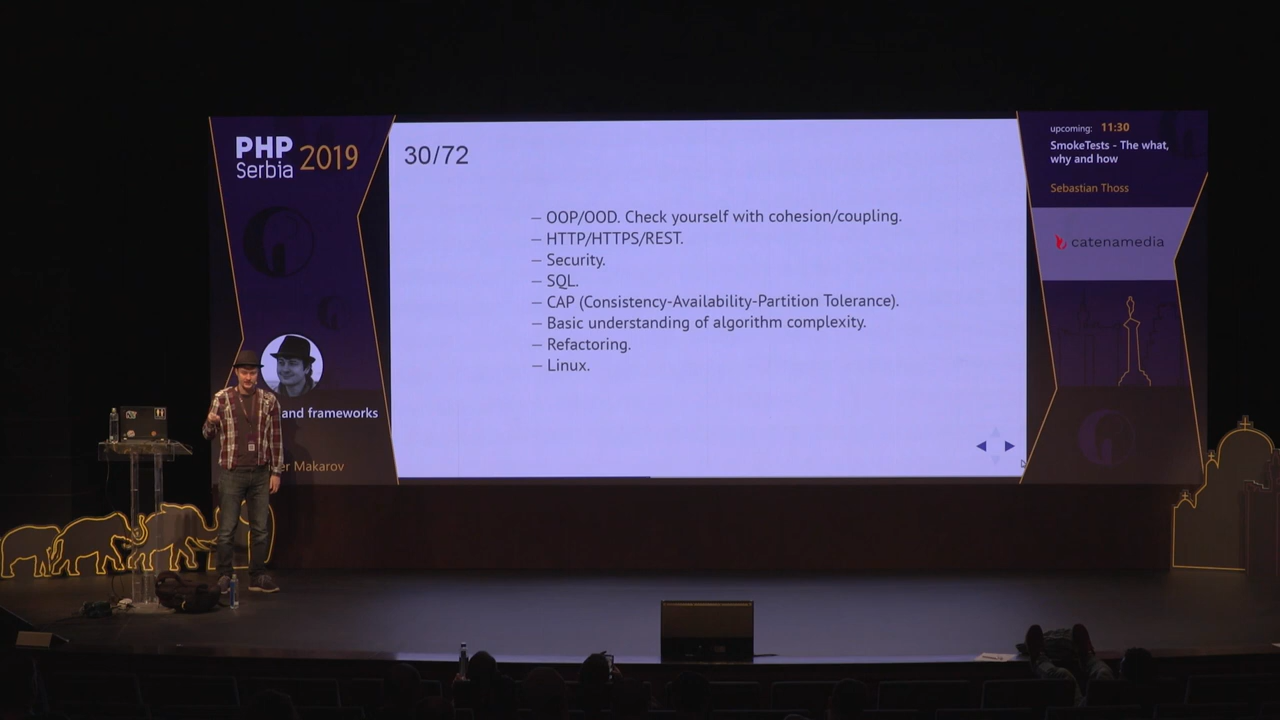 PHP
Serbia 2019
30/72
– OOP/OOD. Check yourself with cohesion/coupling.
– HTTP/HTTPS/REST.
– Security.
– SQL.
– CAP (Consistency-Availability-Partition Tolerance).
– Basic understanding of algorithm complexity.
– Refactoring.
– Linux.
and frameworks
Makarov
upcoming: 11:30
SmokeTests - The what,
why and how
Sebastian Thoss
catenamedia